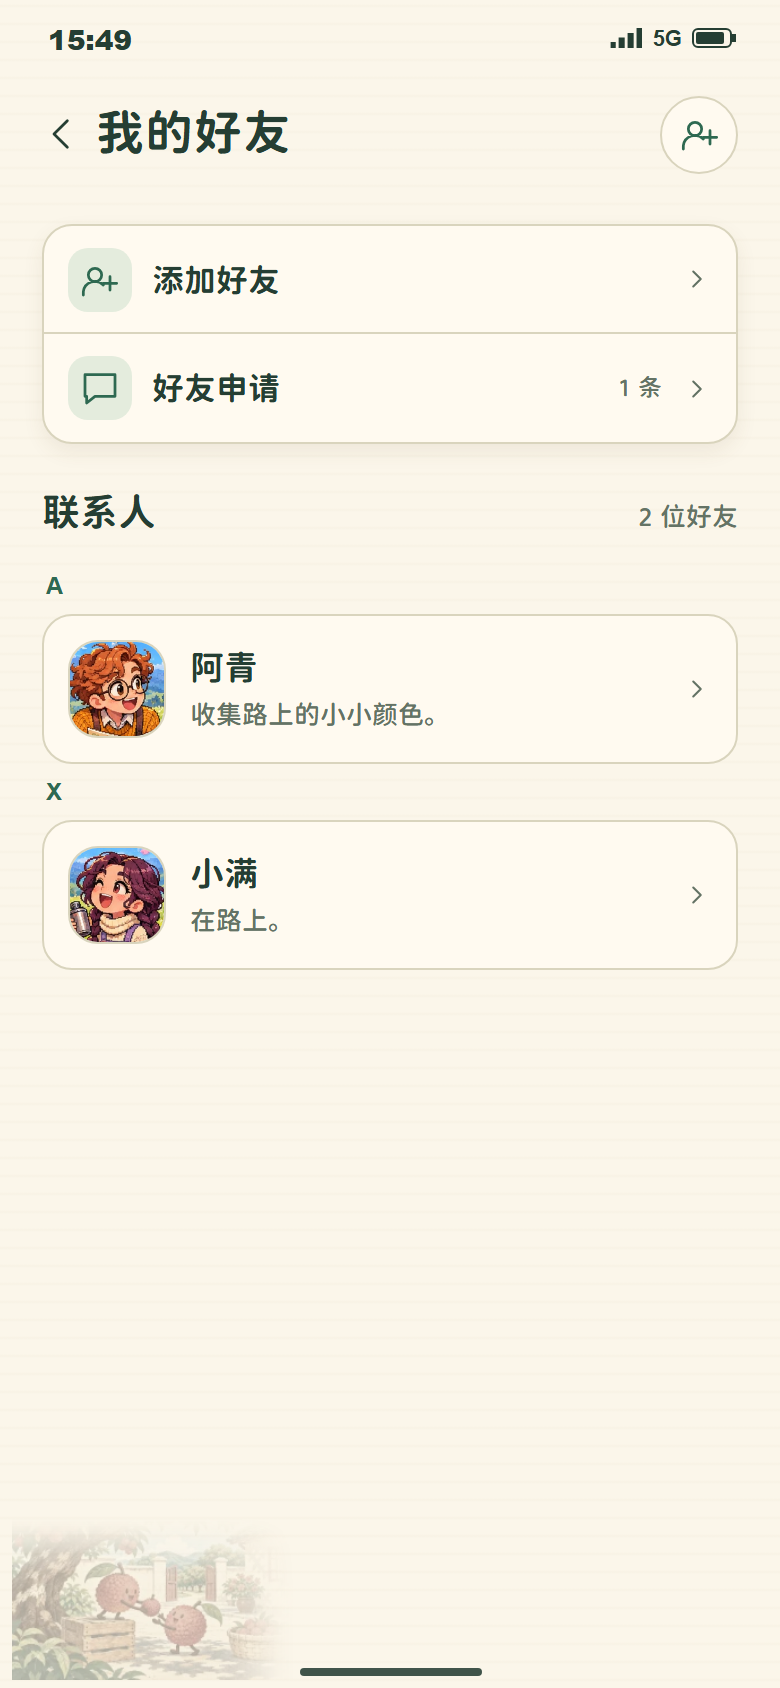 15:49
5G
我的好友
添加好友
好友申请
1 条
联系人
2 位好友
A
阿青
收集路上的小小颜色。
X
小满
在路上。